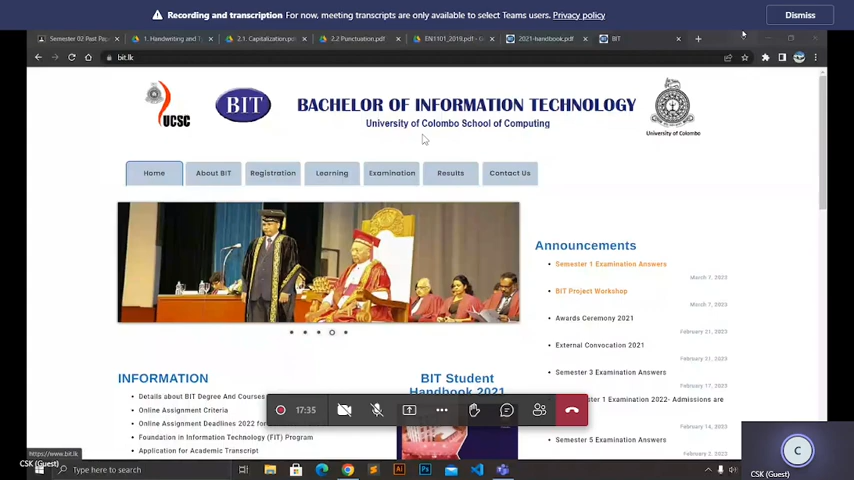 Recording and transcription For now, meeting transcripts are only available to select Teams users. Privacy policy
Dismiss
Semester 02 Past Pap
1. Handwriting and T
2.1. Capitalization.pd
2.2 Punctuation.pdf
EN1101_2019.pdf - G
2021-handbook.pdf
BIT
bit.lk
UCSC
BIT
BACHELOR OF INFORMATION TECHNOLOGY
University of Colombo School of Computing
University of Colombo
Home
About BIT
Registration
Learning
Examination
Results
Contact Us
Announcements
Semester 1 Examination Answers
March 7, 2023
BIT Project Workshop
March 7, 2023
Awards Ceremony 2021
February 21, 2023
External Convocation 2021
February 21, 2023
INFORMATION
BIT Student
Handbook 2021
Semester 3 Examination Answers
February 17, 2023
Details about BIT Degree And Courses
1 Examination 2022- Admissions are
Online Assignment Criteria
17:35
February 14, 2023
Online Assignment Deadlines 2022 for
Foundation in Information Technology (FIT) Program
Semester 5 Examination Answers
Application for Academic Transcript
February 2, 2023
https://www.bit.lk
C
CSK (Guest)
Type here to search
CSK (Guest)